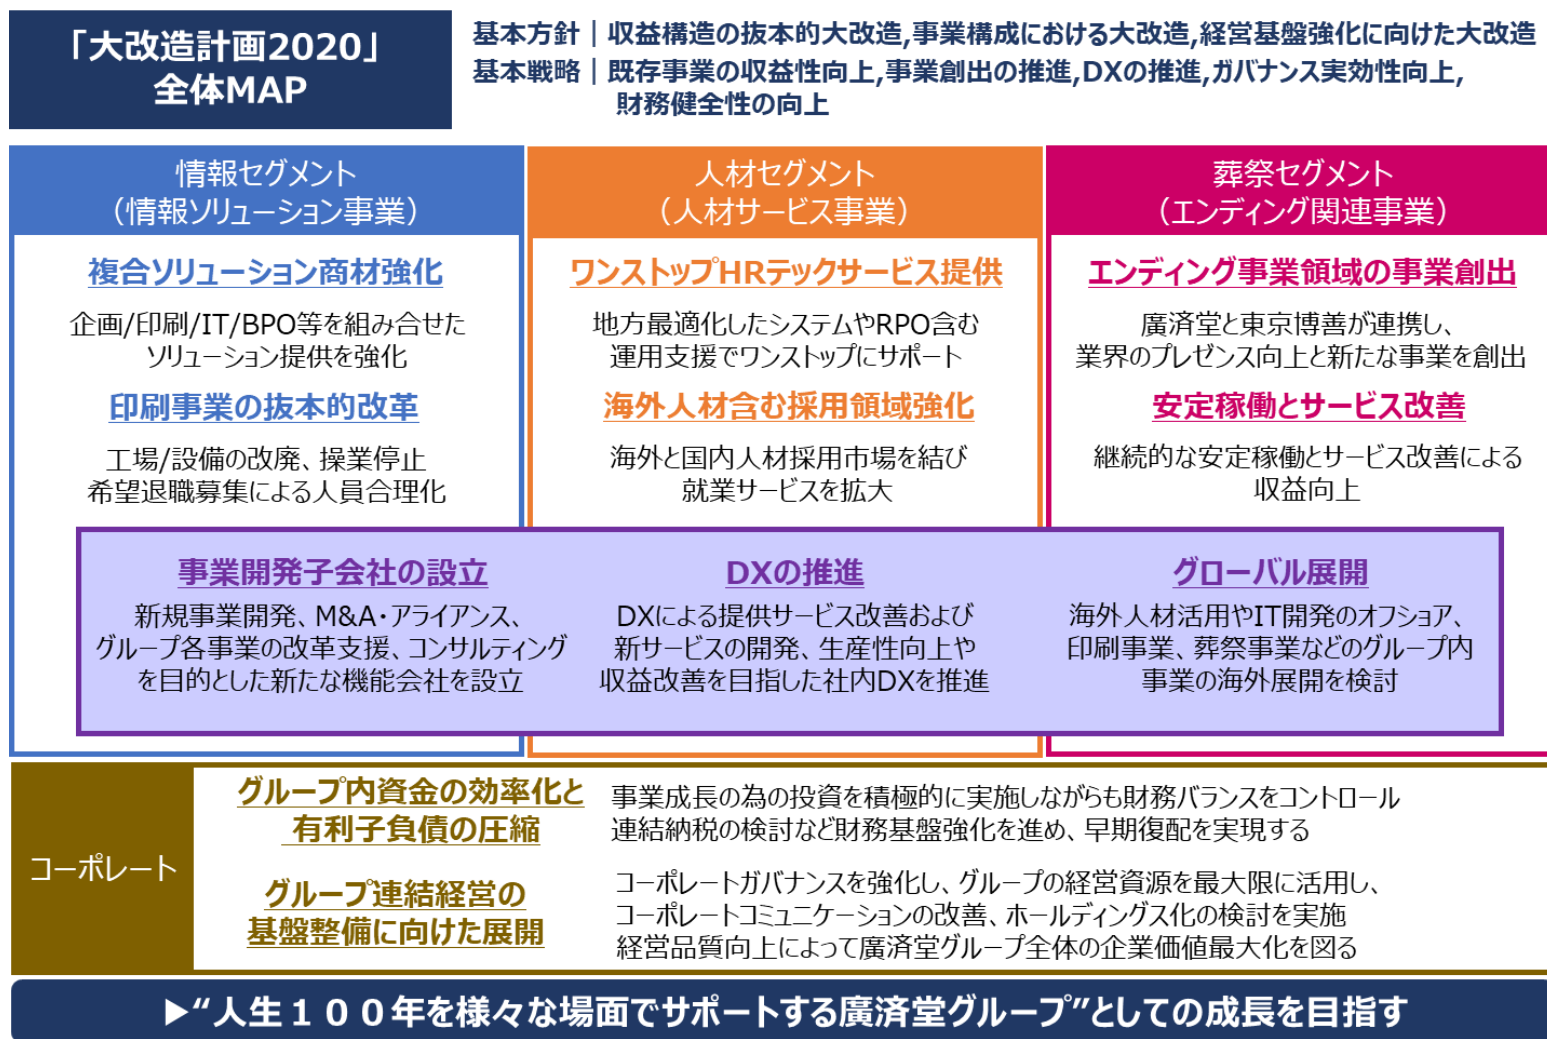 「大改造計画2020」
全体MAP
基本方針｜収益構造の抜本的大改造,事業構成における大改造,経営基盤強化に向けた大改造
基本戦略｜既存事業の収益性向上,事業創出の推進,DXの推進,ガバナンス実効性向上,
財務健全性の向上
情報セグメント
（情報ソリューション事業）
複合ソリューション商材強化
企画/印刷/IT/BPO等を組み合せた
ソリューション提供を強化
印刷事業の抜本的改革
工場/設備の改廃、操業停止
希望退職募集による人員合理化
人材セグメント
（人材サービス事業）
ワンストップHRテックサービス提供
地方最適化したシステムやRPO含む
運用支援でワンストップにサポート
海外人材含む採用領域強化
海外と国内人材採用市場を結び
就業サービスを拡大
葬祭セグメント
（エンディング関連事業）
エンディング事業領域の事業創出
廣済堂と東京博善が連携し、
業界のプレゼンス向上と新たな事業を創出
安定稼働とサービス改善
継続的な安定稼働とサービス改善による
収益向上
事業開発子会社の設立
新規事業開発、M&A・アライアンス、
グループ各事業の改革支援、コンサルティング
を目的とした新たな機能会社を設立
DXの推進
DXによる提供サービス改善および
新サービスの開発、生産性向上や
収益改善を目指した社内DXを推進
グローバル展開
海外人材活用やIT開発のオフショア、
印刷事業、葬祭事業などのグループ内
事業の海外展開を検討
コーポレート
グループ内資金の効率化と
有利子負債の圧縮
事業成長の為の投資を積極的に実施しながらも財務バランスをコントロール
連結納税の検討など財務基盤強化を進め、早期復配を実現する
グループ連結経営の
基盤整備に向けた展開
コーポレートガバナンスを強化し、グループの経営資源を最大限に活用し、
コーポレートコミュニケーションの改善、ホールディングス化の検討を実施
経営品質向上によって廣済堂グループ全体の企業価値最大化を図る
▶“人生１００年を様々な場面でサポートする廣済堂グループ”としての成長を目指す